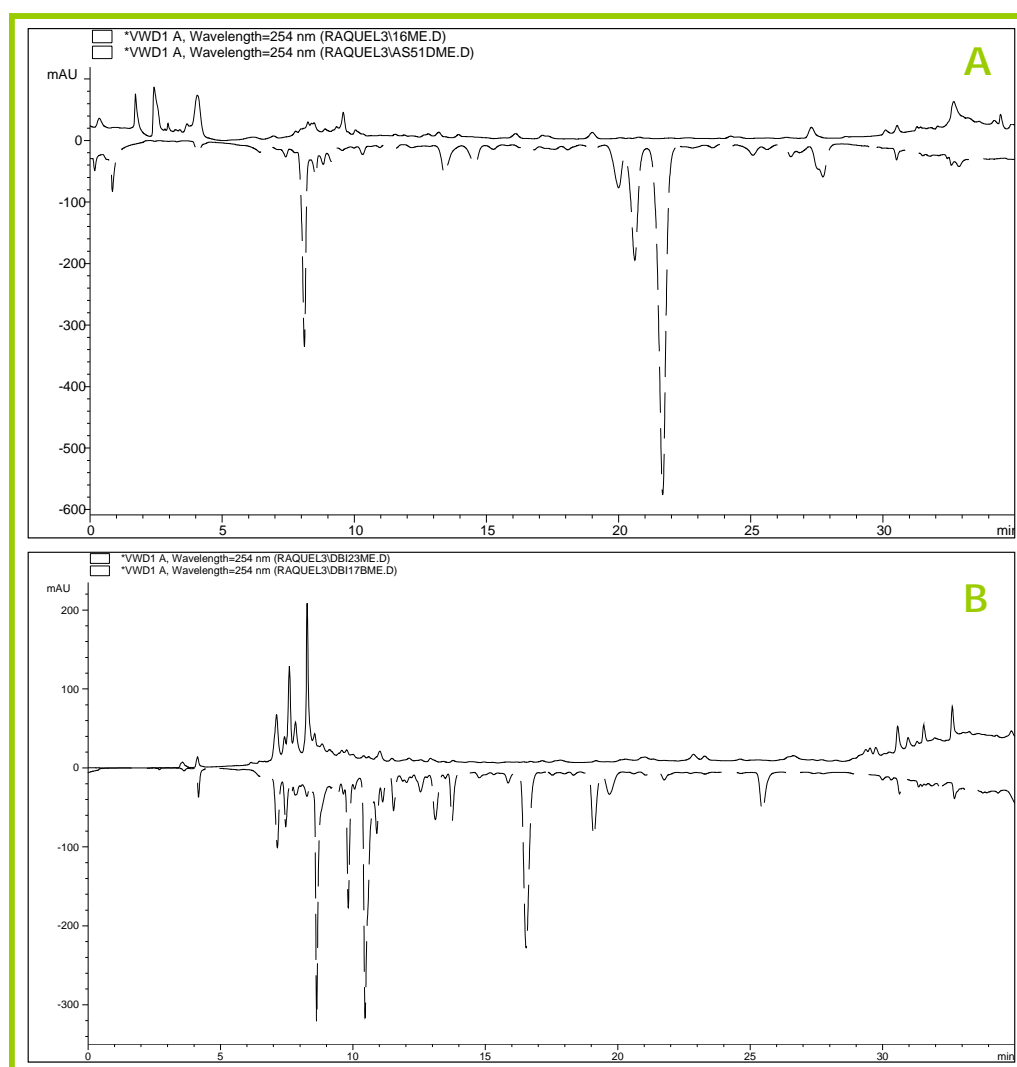 *VWD1 A, Wavelength=254 nm (RAQUEL3\16ME.D)
*VWD1 A, Wavelength=254 nm (RAQUEL3\AS51DME.D)
A
mAU
0
-100
-200
-300
-400
-500
-600
0 5 10 15 20 25 30 min
*VWD1 A, Wavelength=254 nm (RAQUEL3\DBI23ME.D)
*VWD1 A, Wavelength=254 nm (RAQUEL3\DBI17BME.D)
B
mAU
200
100
0
-100
-200
-300
0 5 10 15 20 25 30 min